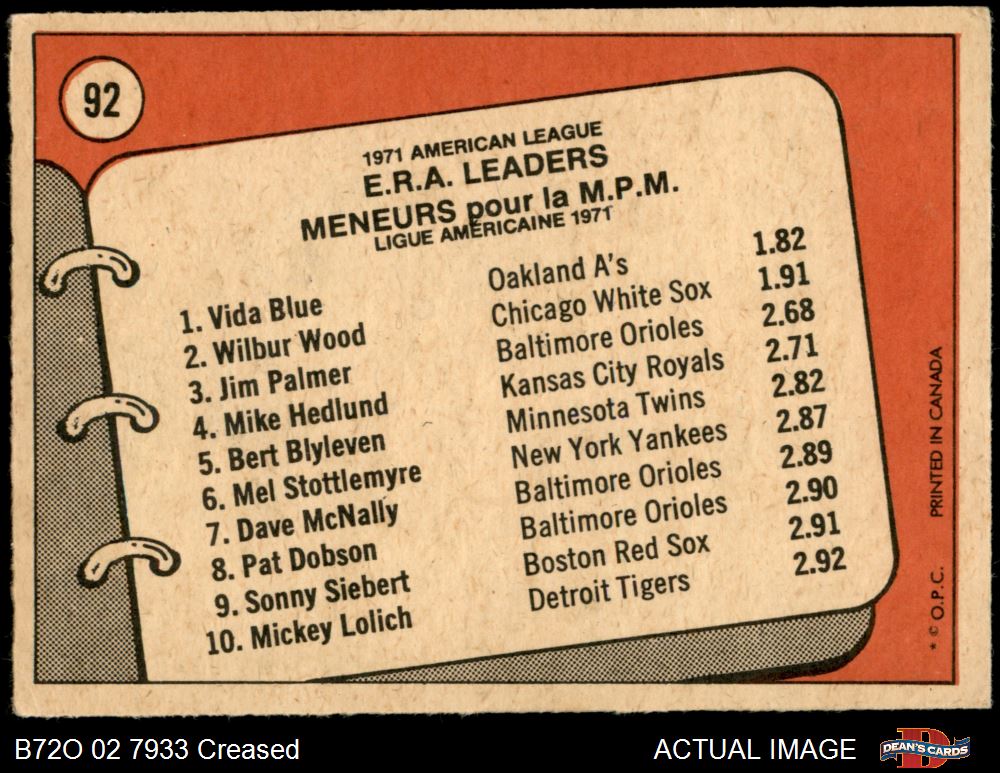 92
1971 AMERICAN LEAGUE
E.R.A. LEADERS
MENEURS pour la M.P.M.
LIGUE AMÉRICAINE 1971
1. Vida Blue Oakland A's 1.82
2. Wilbur Wood Chicago White Sox 1.91
3. Jim Palmer Baltimore Orioles 2.68
4. Mike Hedlund Kansas City Royals 2.71
5. Bert Blyleven Minnesota Twins 2.82
6. Mel Stottlemyre New York Yankees 2.87
7. Dave McNally Baltimore Orioles 2.89
8. Pat Dobson Baltimore Orioles 2.90
9. Sonny Siebert Boston Red Sox 2.91
10. Mickey Lolich Detroit Tigers 2.92
* © O.P.C. PRINTED IN CANADA
B72O 02 7933 Creased ACTUAL IMAGE
DEAN'S CARDS